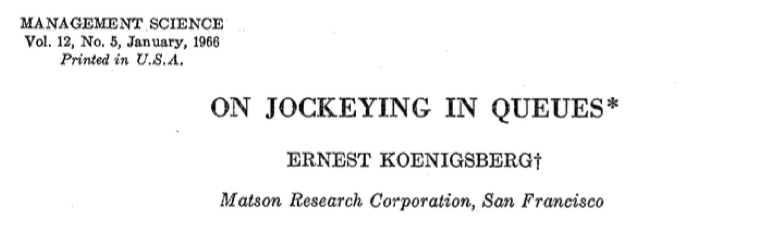 MANAGEMENT SCIENCE
Vol. 12, No. 5, January, 1966
Printed in U.S.A.
ON JOCKEYING IN QUEUES*
ERNEST KOENIGSBERG†
Matson Research Corporation, San Francisco